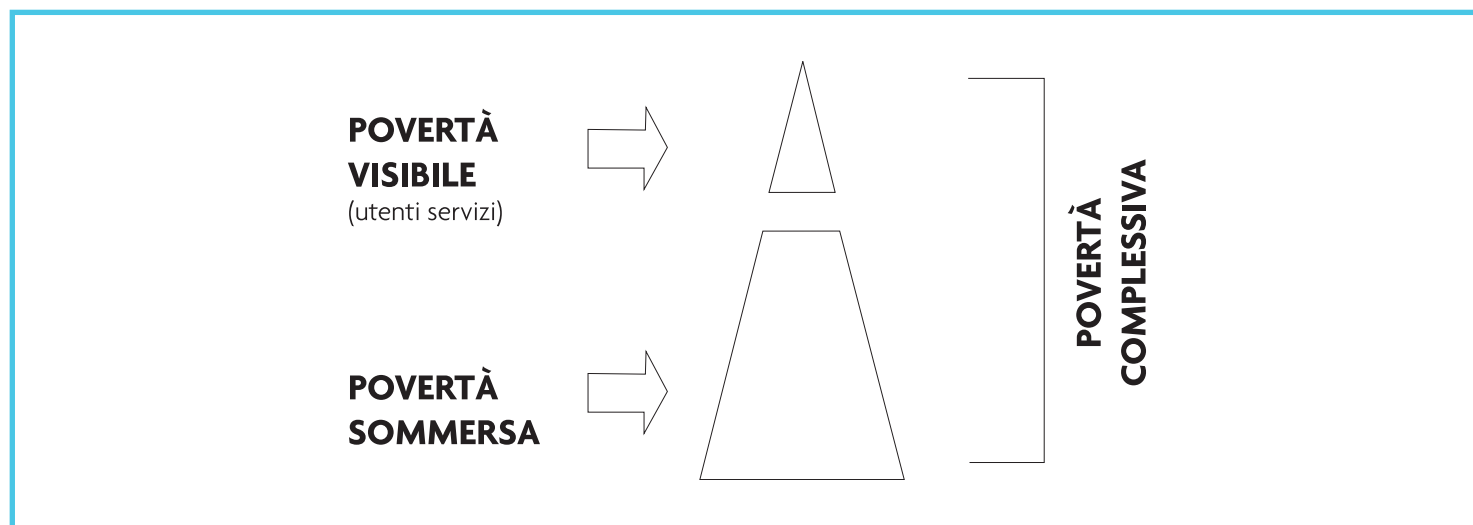 POVERTÀ
VISIBILE
(utenti servizi)
POVERTÀ
SOMMERSA
POVERTÀ
COMPLESSIVA